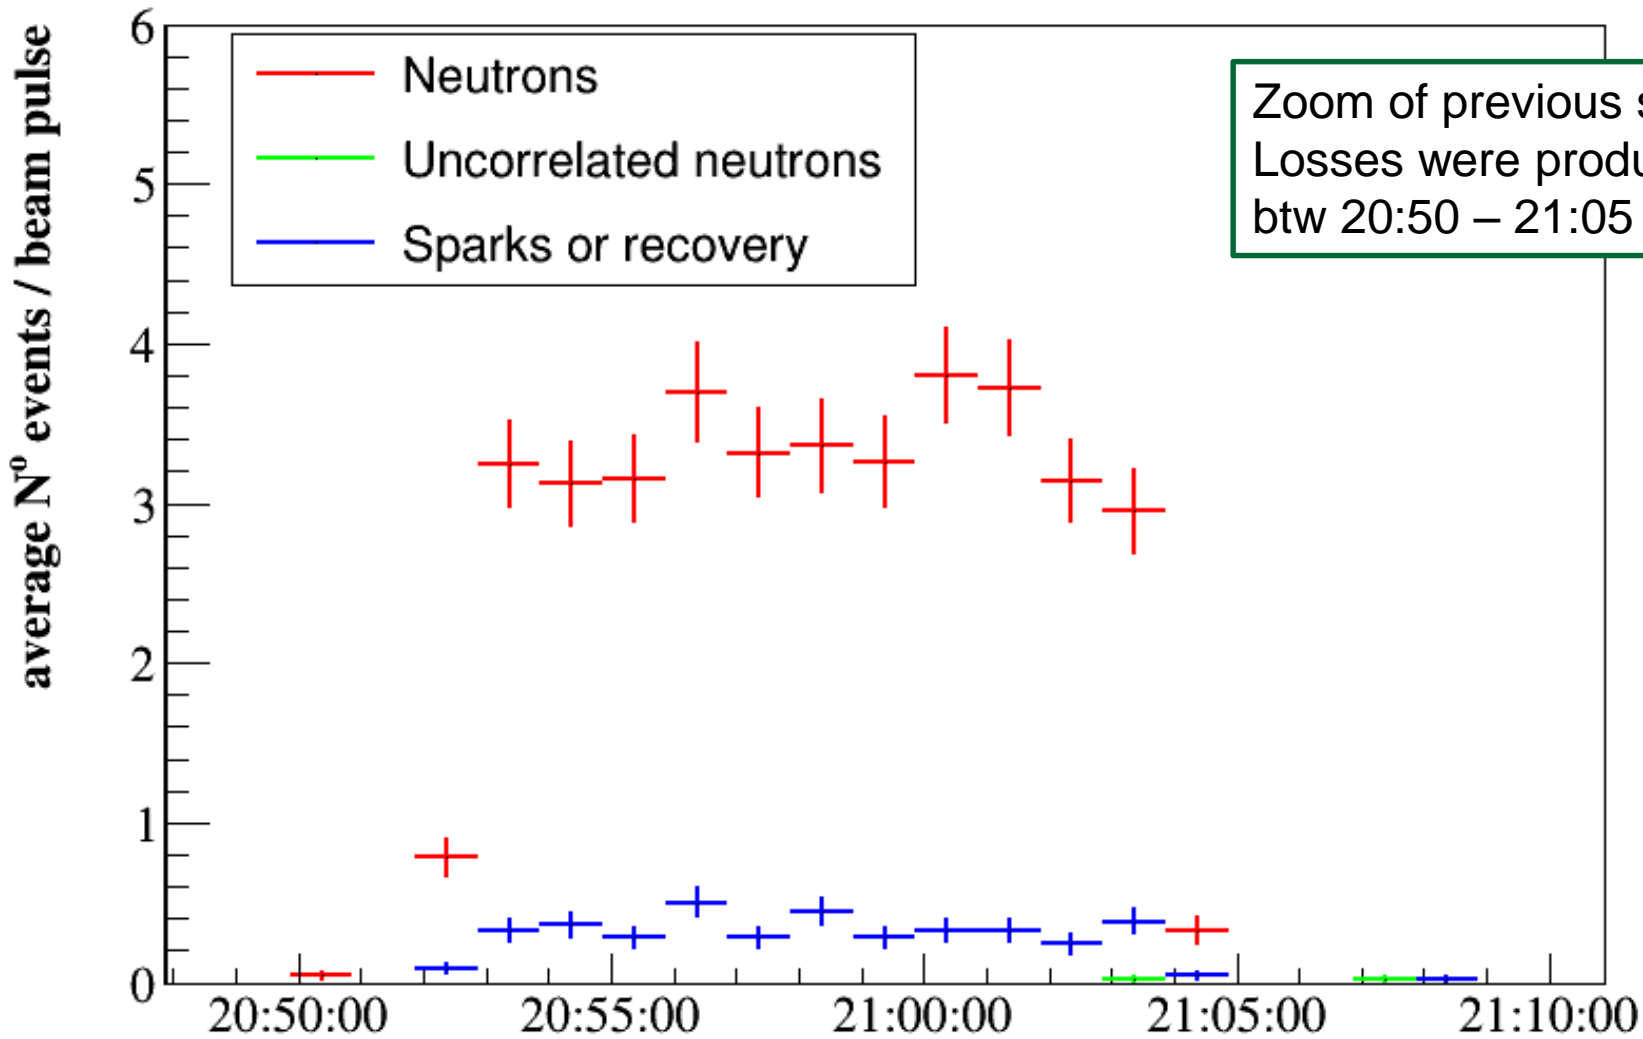 average Nº events / beam pulse
6
5
4
3
2
1
0
Neutrons
Uncorrelated neutrons
Sparks or recovery
Zoom of previous
Losses were
btw 20:50 – 21:05
20:50:00
20:55:00
21:00:00
21:05:00
21:10:00